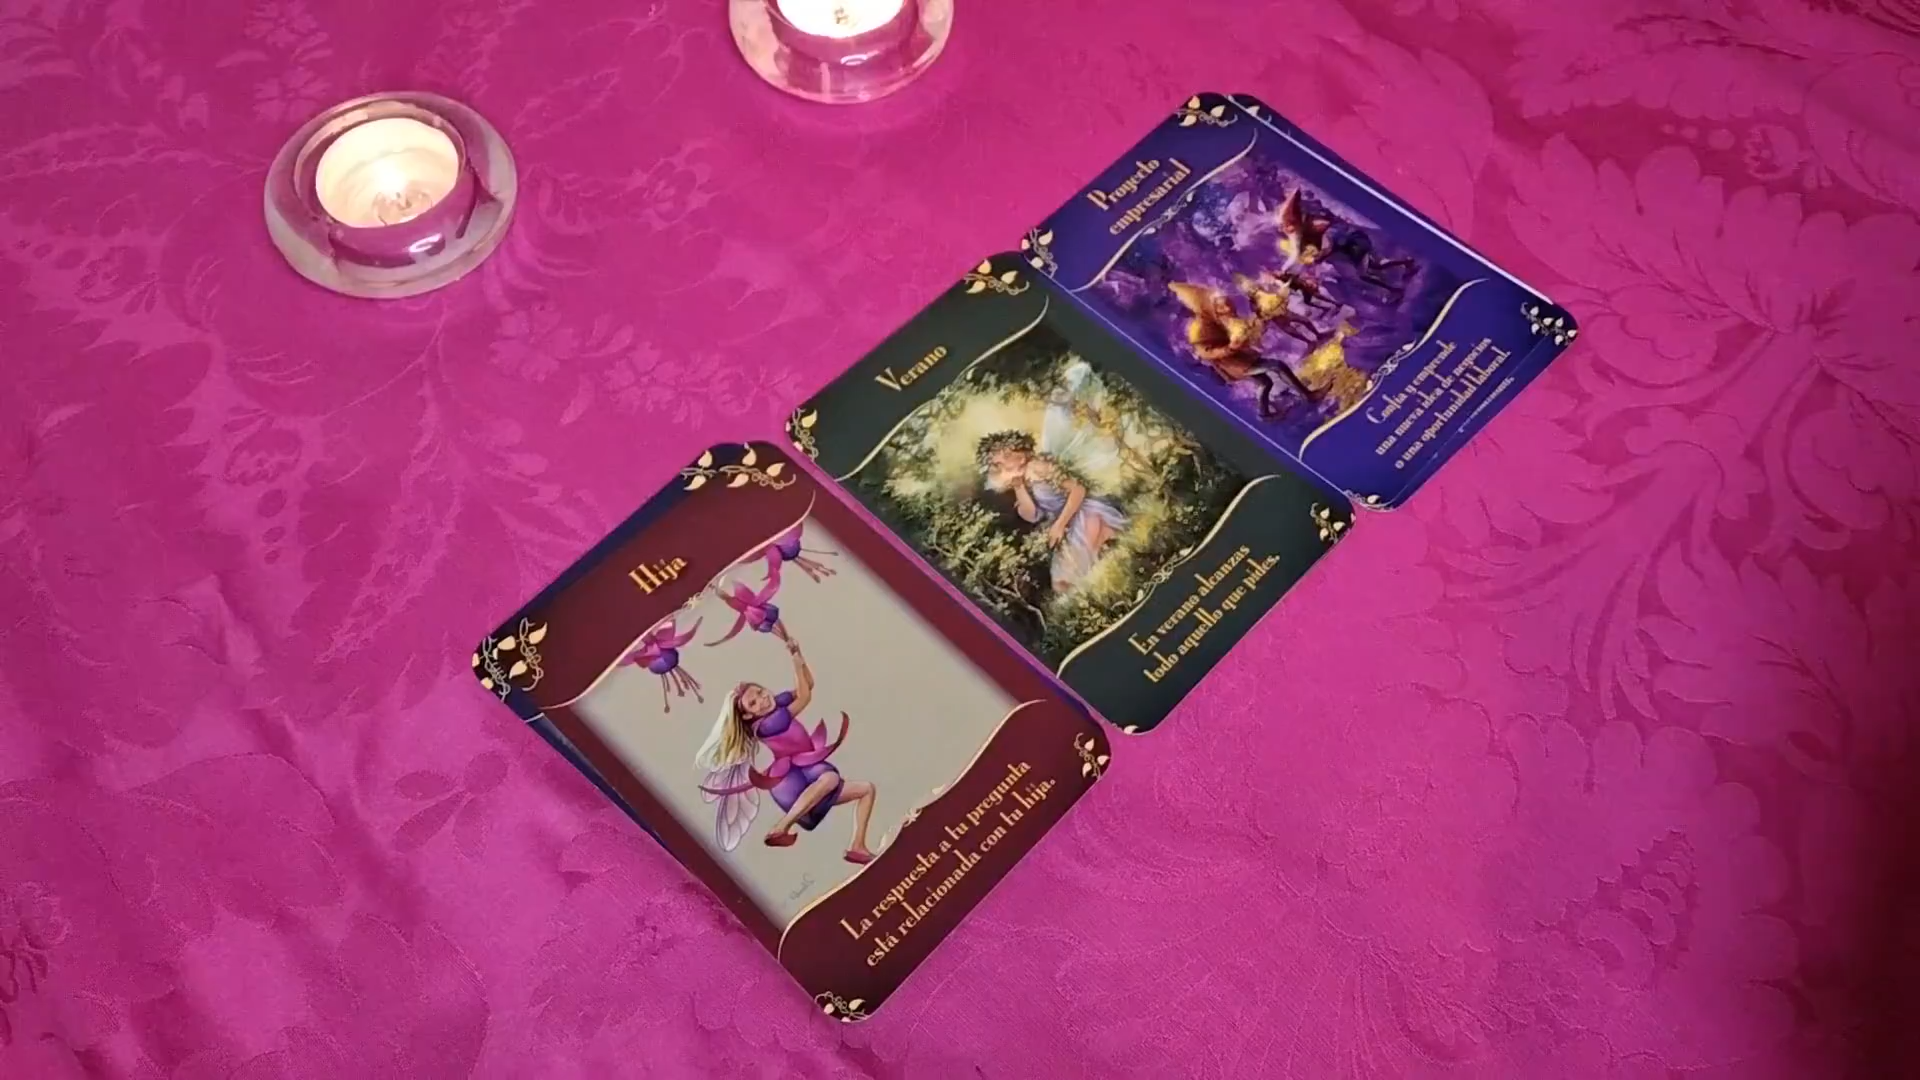 Hija
La respuesta a tu pregunta
está relacionada con tu hija.
Verano
En verano alcanzas
todo aquello que pides.
Proyecto
empresarial
Confía y emprende
una nueva idea de negocios
o una oportunidad laboral.